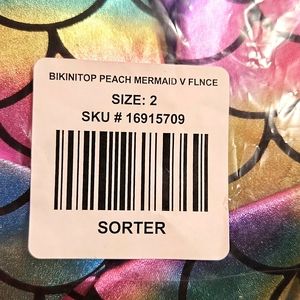 BIKINITOP PEACH MERMAID V FLNCE
SIZE: 2
SKU # 16915709
SORTER